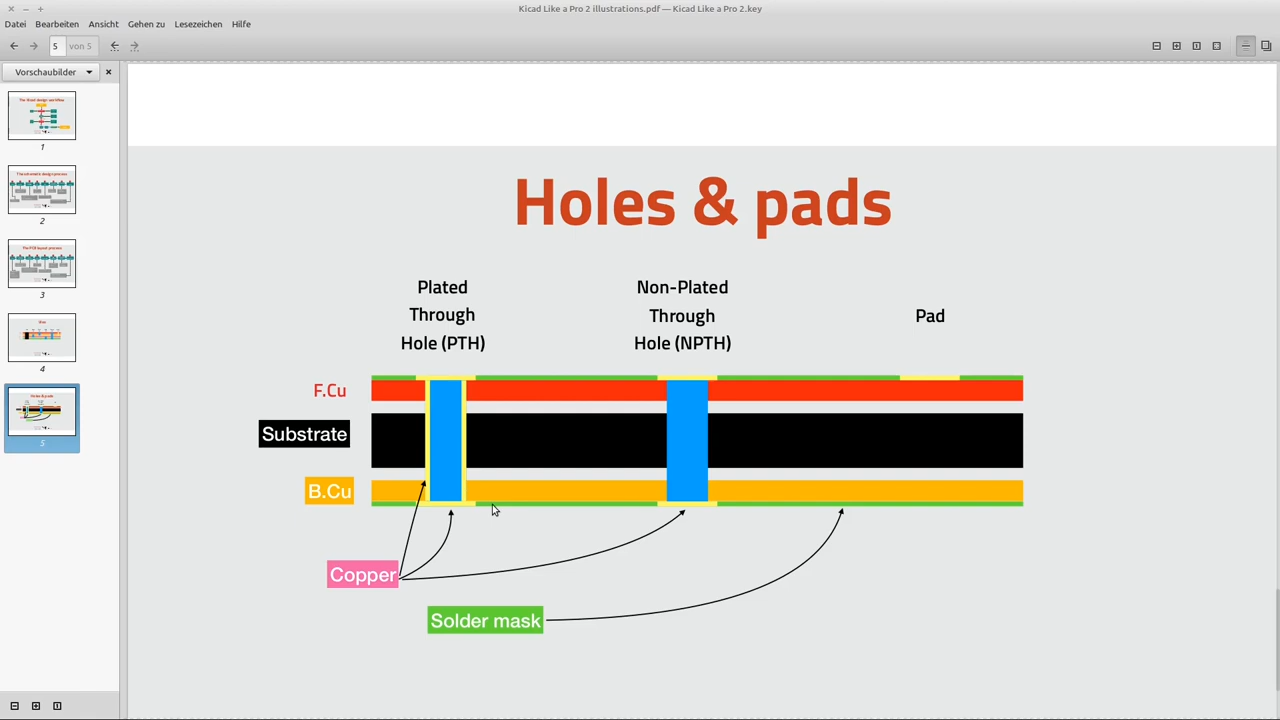 Kicad Like a Pro 2 illustrations.pdf — Kicad Like a Pro 2.key
Datei Bearbeiten Ansicht Gehen zu Lesezeichen Hilfe
5 von 5
Vorschaubilder
1
2
3
4
5
Holes & pads
Plated
Through
Hole (PTH)
Non-Plated
Through
Hole (NPTH)
Pad
F.Cu
Substrate
B.Cu
Copper
Solder mask